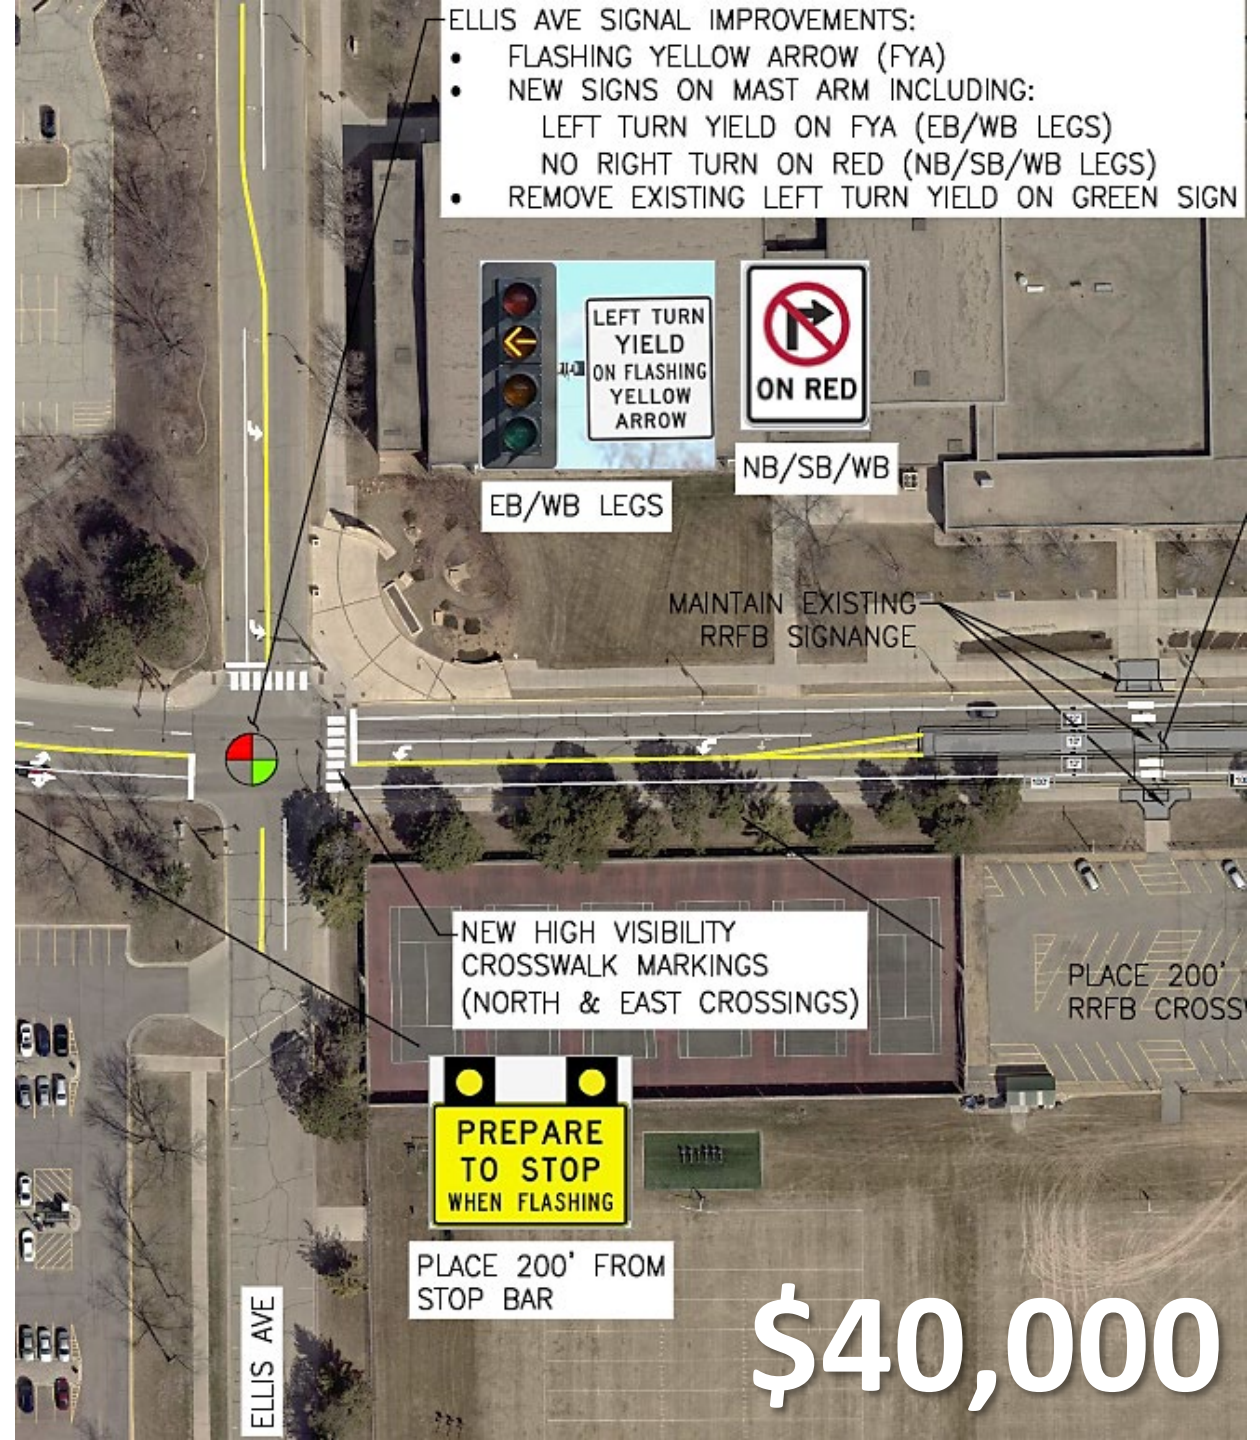 ELLIS AVE SIGNAL IMPROVEMENTS:
• FLASHING YELLOW ARROW (FYA)
• NEW SIGNS ON MAST ARM INCLUDING:
LEFT TURN YIELD ON FYA (EB/WB LEGS)
NO RIGHT TURN ON RED (NB/SB/WB LEGS)
• REMOVE EXISTING LEFT TURN YIELD ON GREEN SIGN
LEFT TURN
YIELD
ON FLASHING
YELLOW
ARROW
ON RED
EB/WB LEGS
NB/SB/WB
MAINTAIN EXISTING
RRFB SIGNANGE
NEW HIGH VISIBILITY
CROSSWALK MARKINGS
(NORTH & EAST CROSSINGS)
PLACE 200'
RRFB CROSSW
PREPARE
TO STOP
WHEN FLASHING
PLACE 200' FROM
STOP BAR
ELLIS AVE
$40,000